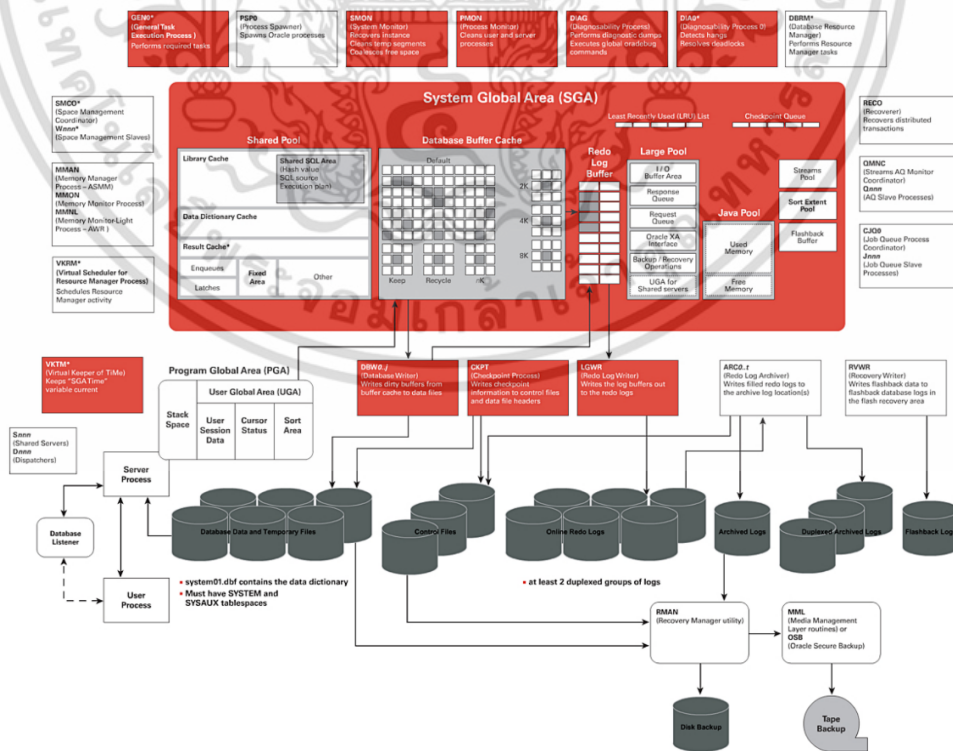 GEN0*
(General Task
Execution Process )
Performs required tasks
PSP0
(Process Spawner)
Spawns Oracle processes
SMON
(System Monitor)
Recovers instance
Cleans temp segments
Coalesces free space
PMON
(Process Monitor)
Cleans user and server
processes
DIAG
(Diagnosability Process)
Performs diagnostic dumps
Executes global oradebug
commands
DIA0*
(Diagnosability Process 0)
Detects hangs
Resolves deadlocks
DBRM*
(Database Resource
Manager)
Performs Resource
Manager tasks
SMCO*
(Space Management
Coordinator)
Wnnn*
(Space Management Slaves)
MMAN
(Memory Manager
Process – ASMM)
MMON
(Memory Monitor Process)
MMNL
(Memory Monitor Light
Process – AWR )
VKRM*
(Virtual Scheduler for
Resource Manager Process)
Schedules Resource
Manager activity
System Global Area (SGA)
Shared Pool
Library Cache
Shared SQL Area
(Hash value
SQL source
Execution plan)
Data Dictionary Cache
Result Cache*
Enqueues
Latches
Fixed
Area
Other
Database Buffer Cache
Default
2K
4K
8K
Keep
Recycle
nK
Redo
Log
Buffer
Least Recently Used (LRU) List
Checkpoint Queue
Large Pool
I / O
Buffer Area
Response
Queue
Request
Queue
Oracle XA
Interface
Backup / Recovery
Operations
UGA for
Shared servers
Java Pool
Used
Memory
Free
Memory
Streams
Pool
Sort Extent
Pool
Flashback
Buffer
RECO
(Recoverer)
Recovers distributed
transactions
QMNC
(Streams AQ Monitor
Coordinator)
Qnnn
(AQ Slave Processes)
CJQ0
(Job Queue Process
Coordinator)
Jnnn
(Job Queue Slave
Processes)
VKTM*
(Virtual Keeper of TiMe)
Keeps "SGA Time"
variable current
Program Global Area (PGA)
User Global Area (UGA)
Stack
Space
User
Session
Data
Cursor
Status
Sort
Area
DBW0..j
(Database Writer)
Writes dirty buffers from
buffer cache to data files
CKPT
(Checkpoint Process)
Writes checkpoint
information to control files
and data file headers
LGWR
(Redo Log Writer)
Writes the log buffers out
to the redo logs
ARC0..t
(Redo Log Archiver)
Writes filled redo logs to
the archive log location(s)
RVWR
(Recovery Writer)
Writes flashback data to
flashback database logs in
the flash recovery area
Snnn
(Shared Servers)
Dnnn
(Dispatchers)
Server
Process
Database
Listener
User
Process
Database Data and Temporary Files
Control Files
Online Redo Logs
Archived Logs
Duplexed Archived Logs
Flashback Log
• system01.dbf contains the data dictionary
• Must have SYSTEM and
SYSAUX tablespaces
• at least 2 duplexed groups of logs
RMAN
(Recovery Manager utility)
MML
(Media Management
Layer routines) or
OSB
(Oracle Secure Backup)
Disk Backup
Tape
Backup